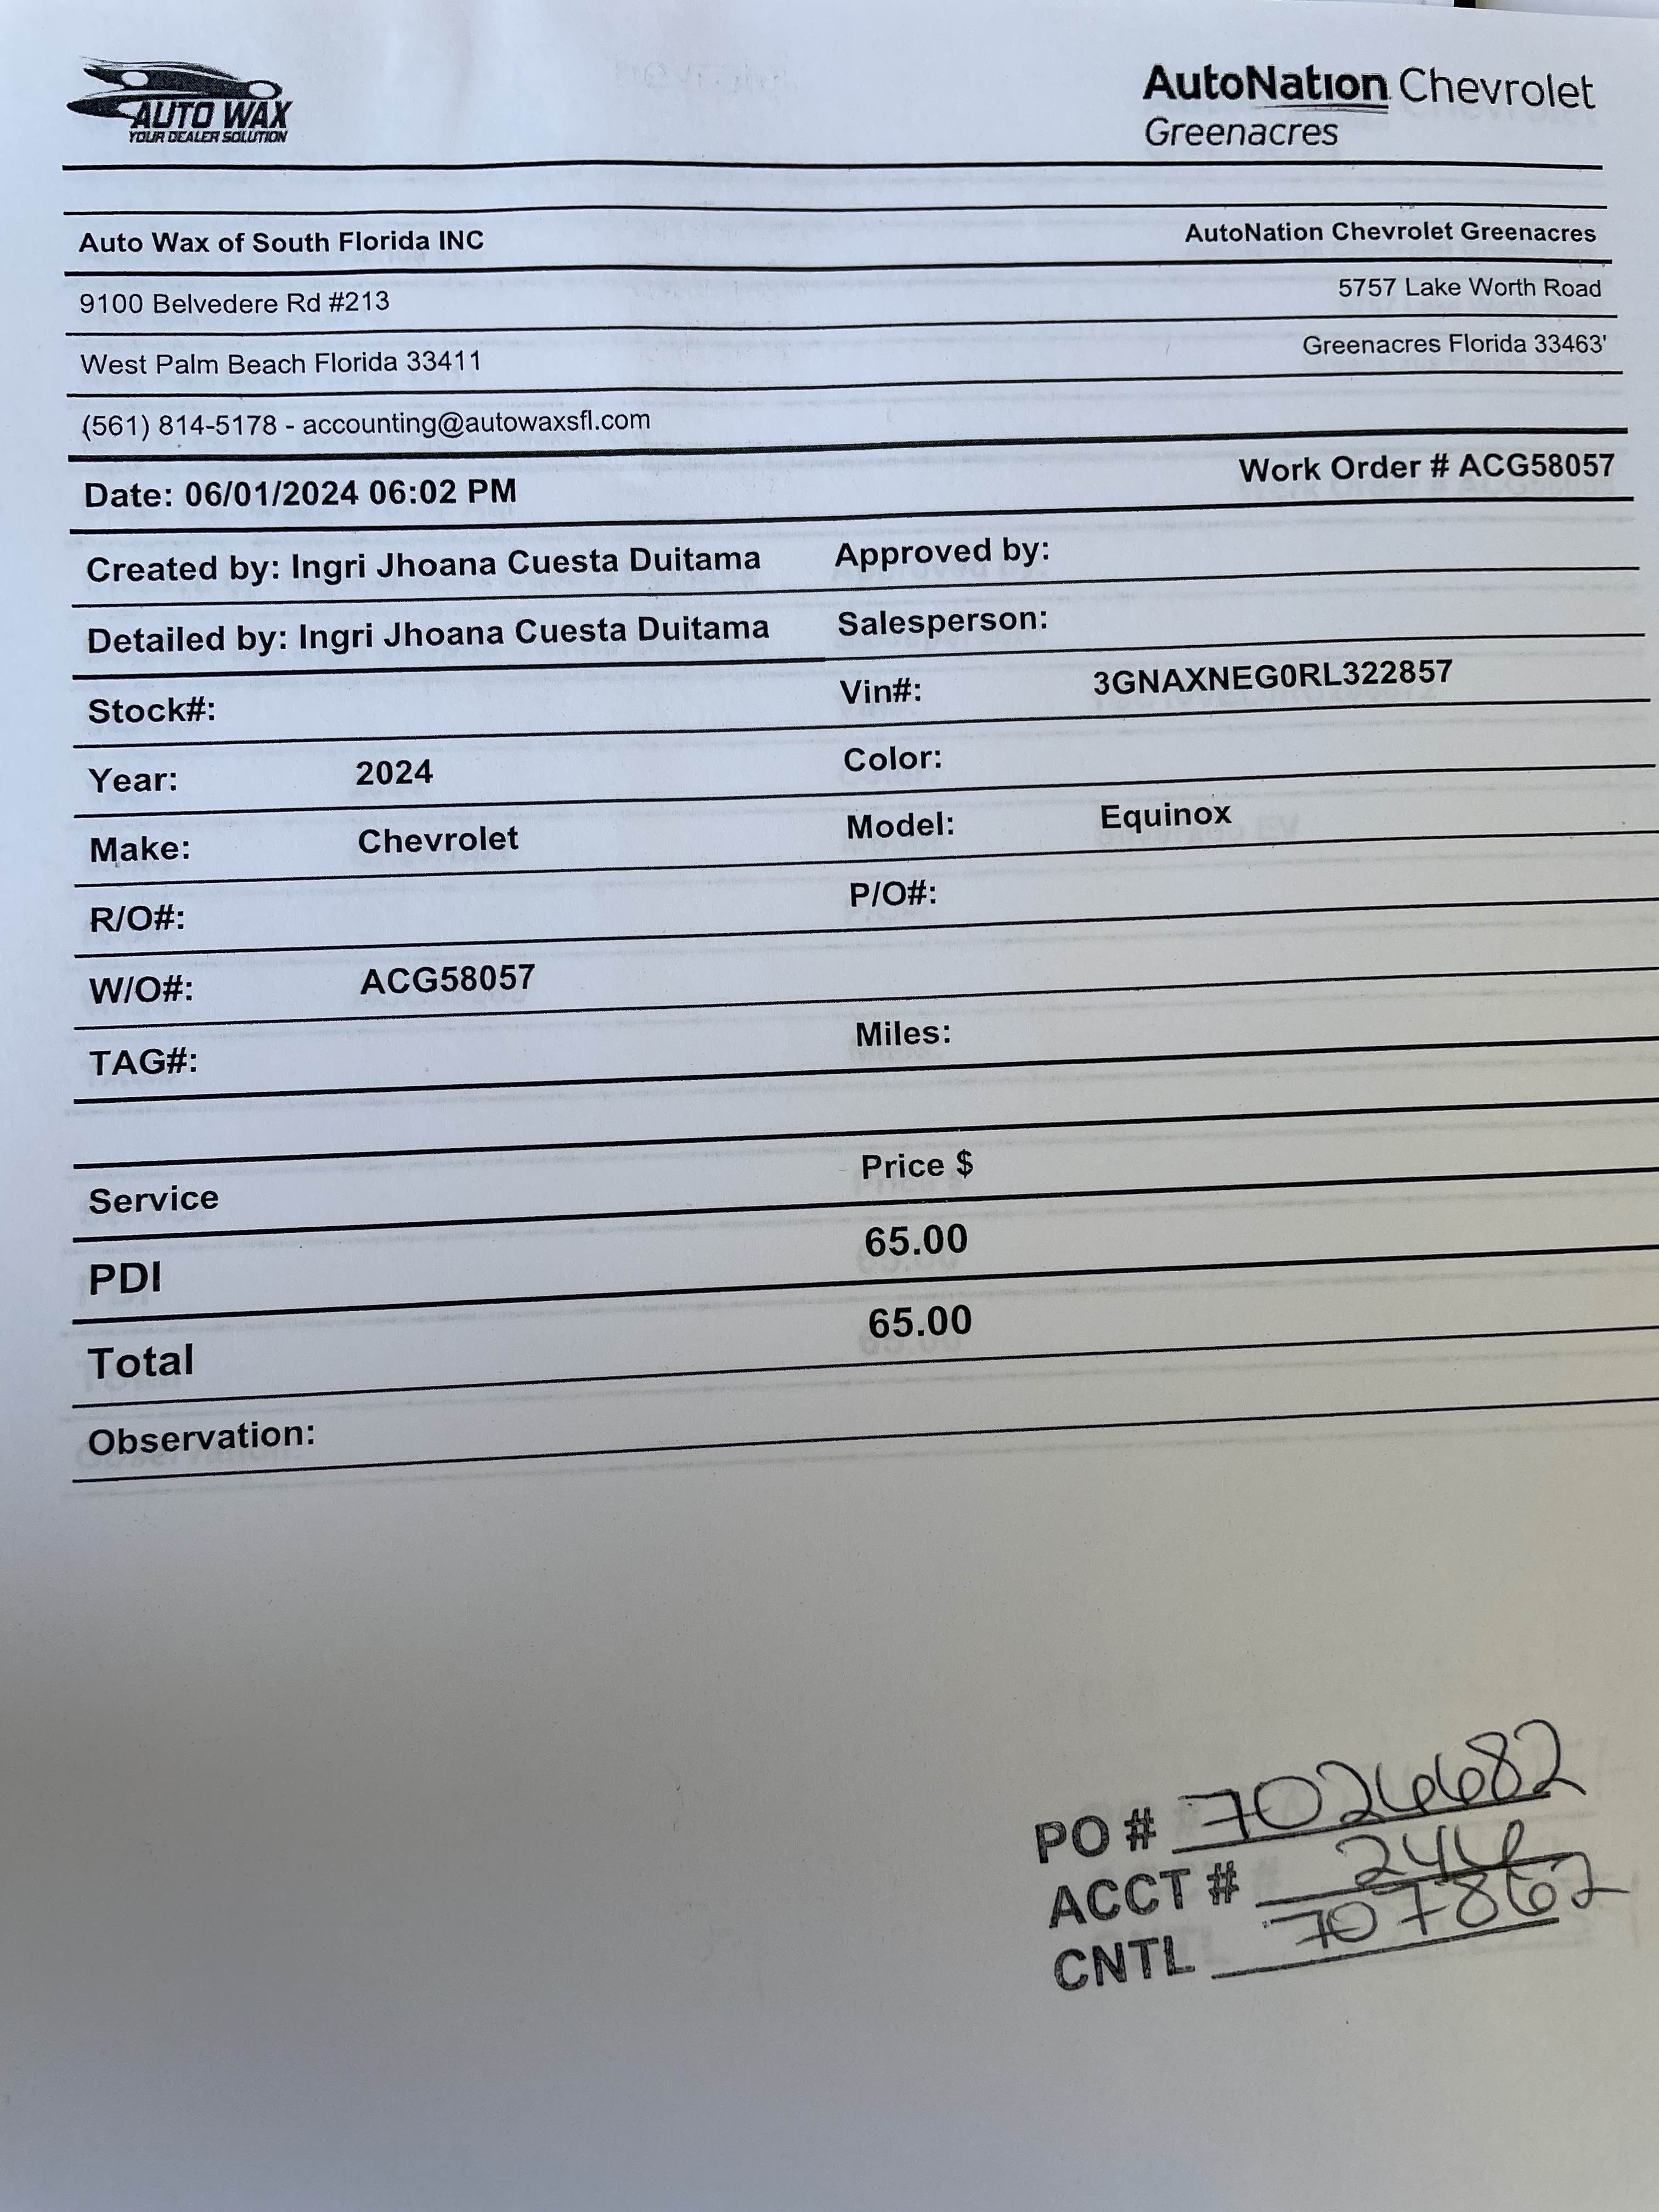 AUTO WAX
YOUR DEALER SOLUTION
AutoNation Chevrolet
Greenacres
Auto Wax of South Florida INC
AutoNation Chevrolet Greenacres
9100 Belvedere Rd #213
5757 Lake Worth Road
West Palm Beach Florida 33411
Greenacres Florida 33463'
(561) 814-5178 - accounting@autowaxsfl.com
Date: 06/01/2024 06:02 PM
Work Order # ACG58057
Created by: Ingri Jhoana Cuesta Duitama
Approved by:
Detailed by: Ingri Jhoana Cuesta Duitama
Salesperson:
Stock#:
Vin#: 3GNAXNEG0RL322857
Year: 2024
Color:
Make: Chevrolet
Model: Equinox
R/O#:
P/O#:
W/O#: ACG58057
TAG#:
Miles:
Service Price $
PDI 65.00
Total 65.00
Observation:
PO # 7026682
ACCT # 246
CNTL 707862